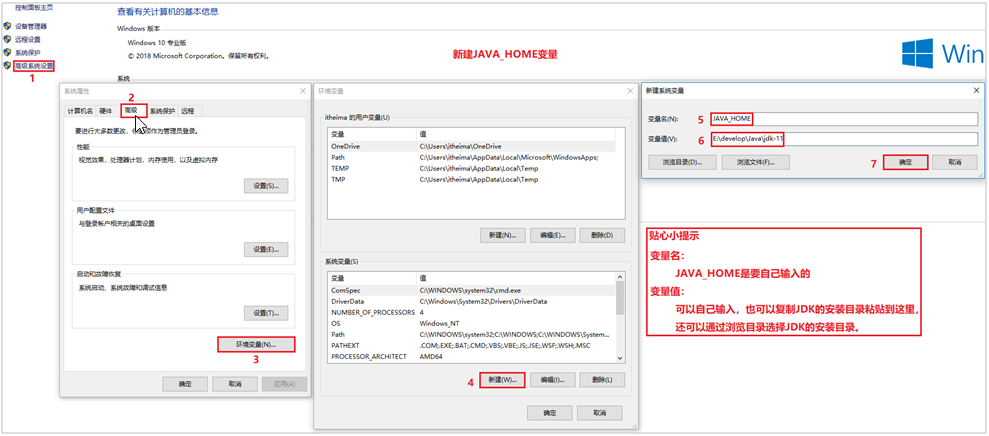 控制面板主页
设备管理器
远程设置
系统保护
高级系统设置
1
查看有关计算机的基本信息
Windows 版本
Windows 10 专业版
© 2018 Microsoft Corporation。保留所有权利。
系统
新建JAVA_HOME变量
Win
系统属性
2
计算机名 硬件 高级 系统保护 远程
要进行大多数更改,
作为管理员登录。
性能
视觉效果，处理器计划，内存使用，以及虚拟内存
设置(S)...
用户配置文件
与登录帐户相关的桌面设置
设置(E)...
启动和故障恢复
系统启动、系统故障和调试信息
设置(T)...
环境变量(N)...
3
确定 取消 应用(A)
环境变量
itheima 的用户变量(U)
变量 值
OneDrive C:\Users\itheima\OneDrive
Path C:\Users\itheima\AppData\Local\Microsoft\WindowsApps;
TEMP C:\Users\itheima\AppData\Local\Temp
TMP C:\Users\itheima\AppData\Local\Temp
新建(N)... 编辑(E)... 删除(D)
系统变量(S)
变量 值
ComSpec C:\WINDOWS\system32\cmd.exe
DriverData C:\Windows\System32\Drivers\DriverData
NUMBER_OF_PROCESSORS 4
OS Windows_NT
Path C:\WINDOWS\system32;C:\WINDOWS;C:\WINDOWS\System...
PATHEXT .COM;.EXE;.BAT;.CMD;.VBS;.VBE;.JS;.JSE;.WSF;.WSH;.MSC
PROCESSOR_ARCHITECT AMD64
4 新建(W)... 编辑(I)... 删除(L)
确定 取消
新建系统变量
变量名(N): 5 JAVA_HOME
变量值(V): 6 E:\develop\Java\jdk-11
浏览目录(D)... 浏览文件(F)... 7 确定 取消
贴心小提示
变量名：
JAVA_HOME是要自己输入的
变量值：
可以自己输入，也可以复制JDK的安装目录粘贴到这里，
还可以通过浏览目录选择JDK的安装目录。